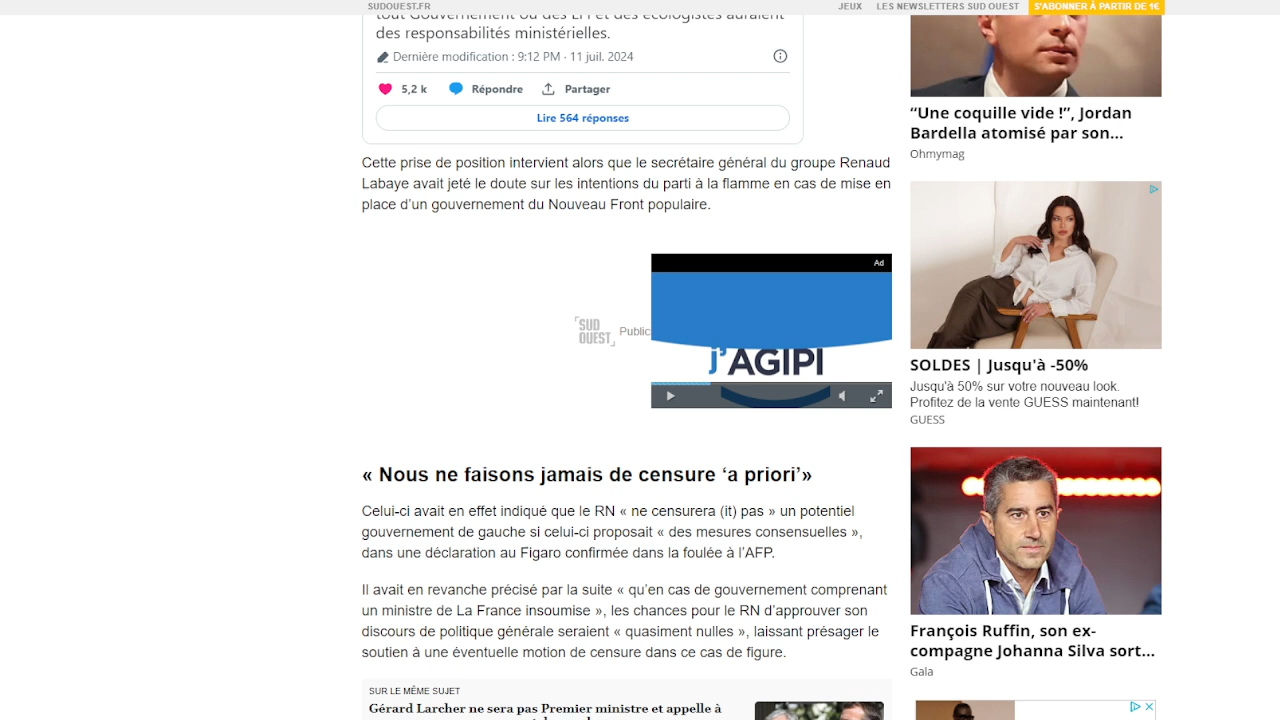 SUDOUEST.FR
JEUX
LES NEWSLETTERS SUD OUEST
S'ABONNER À PARTIR DE 1€
tout Gouvernement où des LFI et des écologistes auraient
des responsabilités ministérielles.
Dernière modification : 9:12 PM · 11 juil. 2024
5,2 k
Répondre
Partager
Lire 564 réponses
Cette prise de position intervient alors que le secrétaire général du groupe Renaud
Labaye avait jeté le doute sur les intentions du parti à la flamme en cas de mise en
place d’un gouvernement du Nouveau Front populaire.
SUD
OUEST
Public
Ad
j'AGIPI
« Nous ne faisons jamais de censure ‘a priori’»
Celui-ci avait en effet indiqué que le RN « ne censurera (it) pas » un potentiel
gouvernement de gauche si celui-ci proposait « des mesures consensuelles »,
dans une déclaration au Figaro confirmée dans la foulée à l’AFP.
Il avait en revanche précisé par la suite « qu’en cas de gouvernement comprenant
un ministre de La France insoumise », les chances pour le RN d’approuver son
discours de politique générale seraient « quasiment nulles », laissant présager le
soutien à une éventuelle motion de censure dans ce cas de figure.
SUR LE MÊME SUJET
Gérard Larcher ne sera pas Premier ministre et appelle à
“Une coquille vide !”, Jordan
Bardella atomisé par son...
Ohmymag
SOLDES | Jusqu'à -50%
Jusqu'à 50% sur votre nouveau look.
Profitez de la vente GUESS maintenant!
GUESS
François Ruffin, son ex-
compagne Johanna Silva sort...
Gala